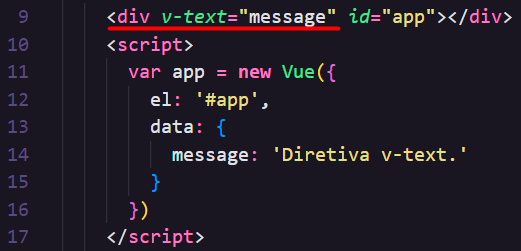 9 <div v-text="message" id="app"></div>
10 <script>
11 var app = new Vue({
12 el: '#app',
13 data: {
14 message: 'Diretiva v-text.'
15 }
16 })
17 </script>